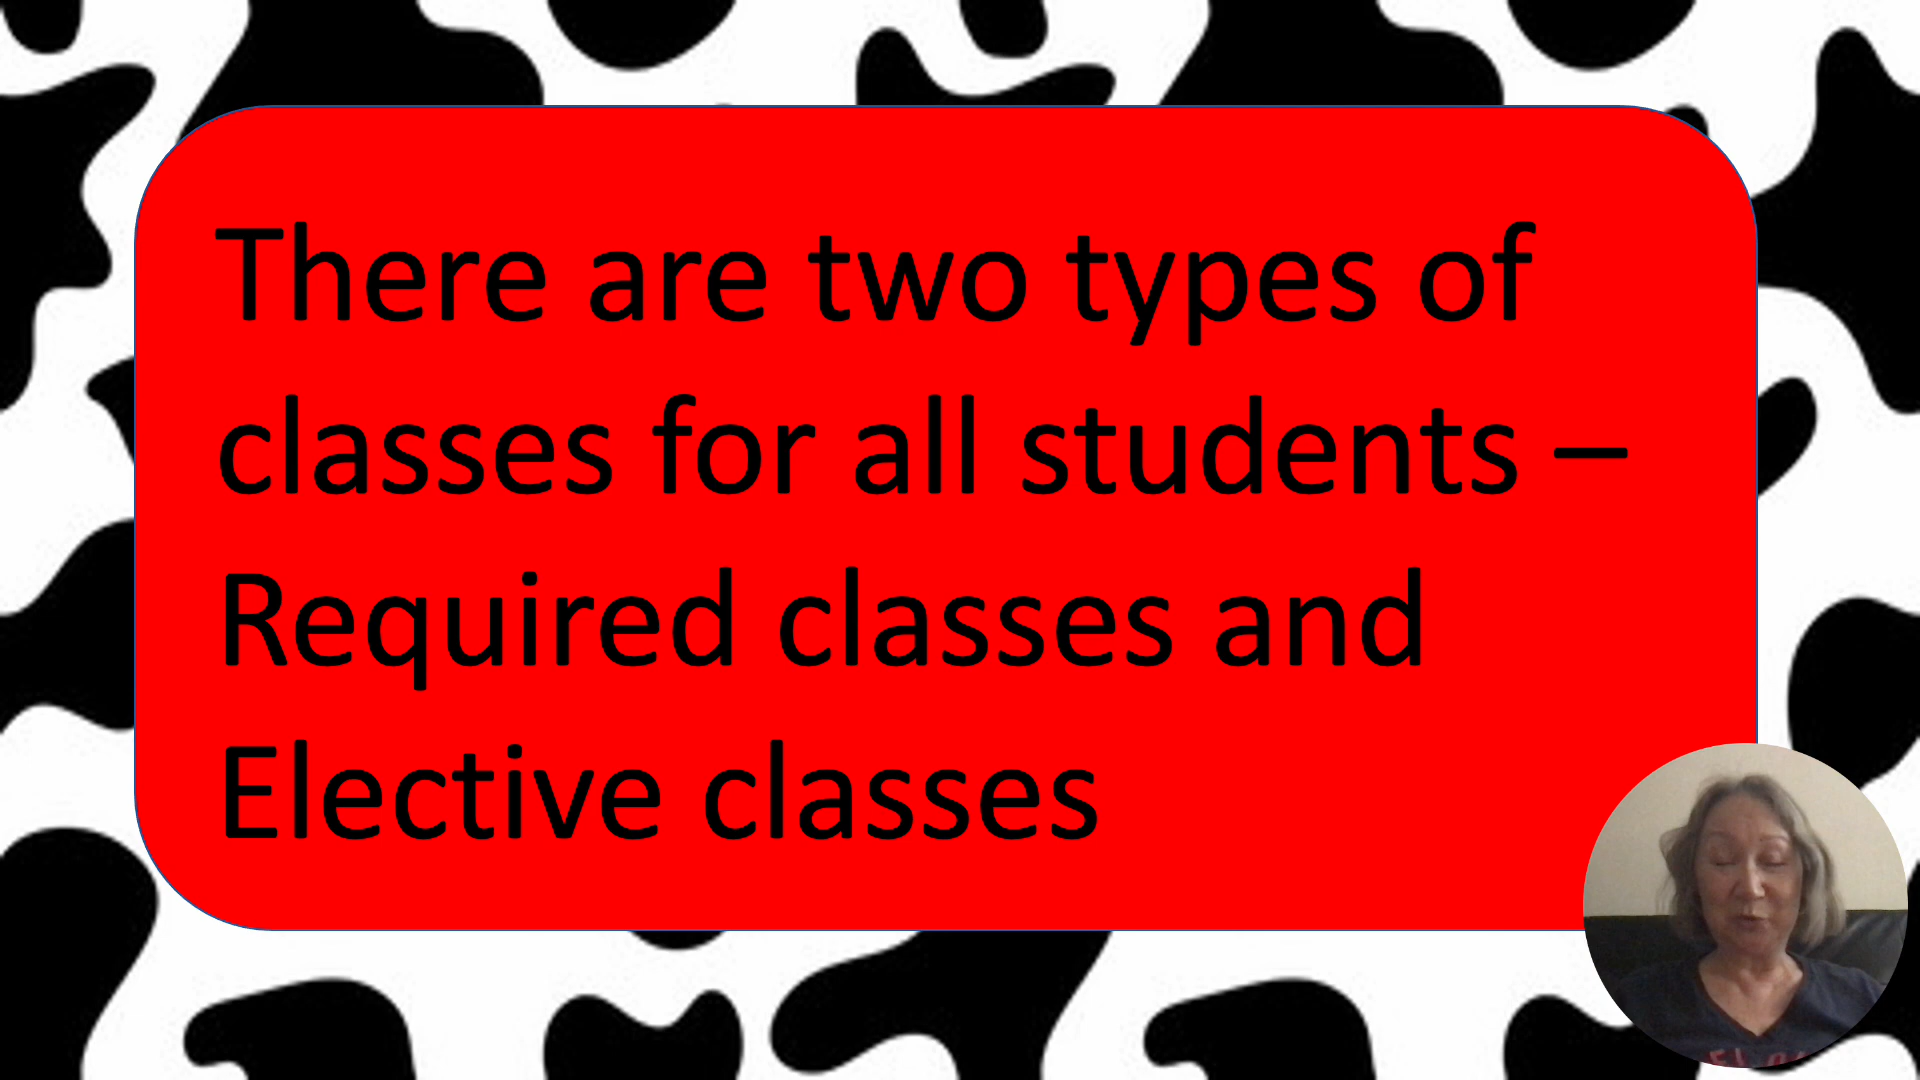 There are two types of
classes for all students –
Required classes and
Elective classes